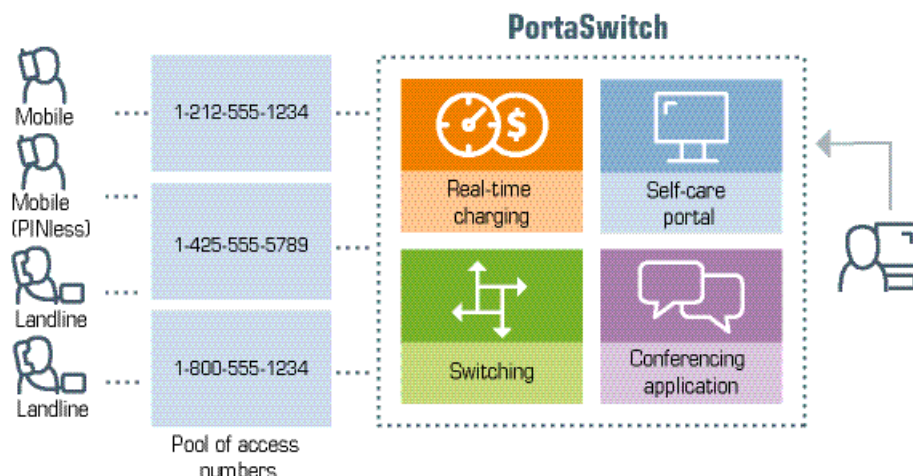 PortaSwitch
Mobile
Mobile
(PINless)
Landline
Landline
1-212-555-1234
1-425-555-5789
1-800-555-1234
Pool of access
numbers
$
Real-time
charging
Self-care
portal
Switching
Conferencing
application